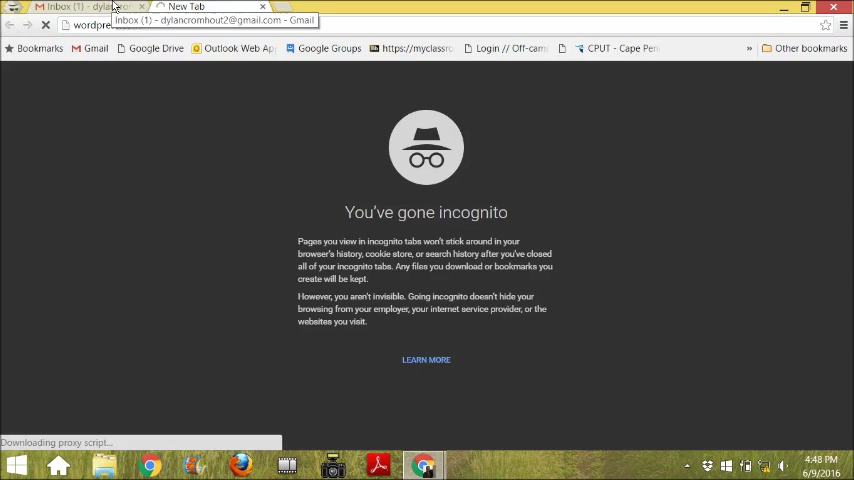 Inbox (1) - dylan
New Tab
Inbox (1) - dylancromhout2@gmail.com - Gmail
wordpre
Bookmarks
Gmail
Google Drive
Outlook Web App
Google Groups
https://myclassro
Login // Off-cam
CPUT - Cape Pen
»
Other bookmarks
You've gone incognito
Pages you view in incognito tabs won't stick around in your
browser's history, cookie store, or search history after you've closed
all of your incognito tabs. Any files you download or bookmarks you
create will be kept.
However, you aren't invisible. Going incognito doesn't hide your
browsing from your employer, your internet service provider, or the
websites you visit.
LEARN MORE
Downloading proxy script...
4:48 PM
6/9/2016